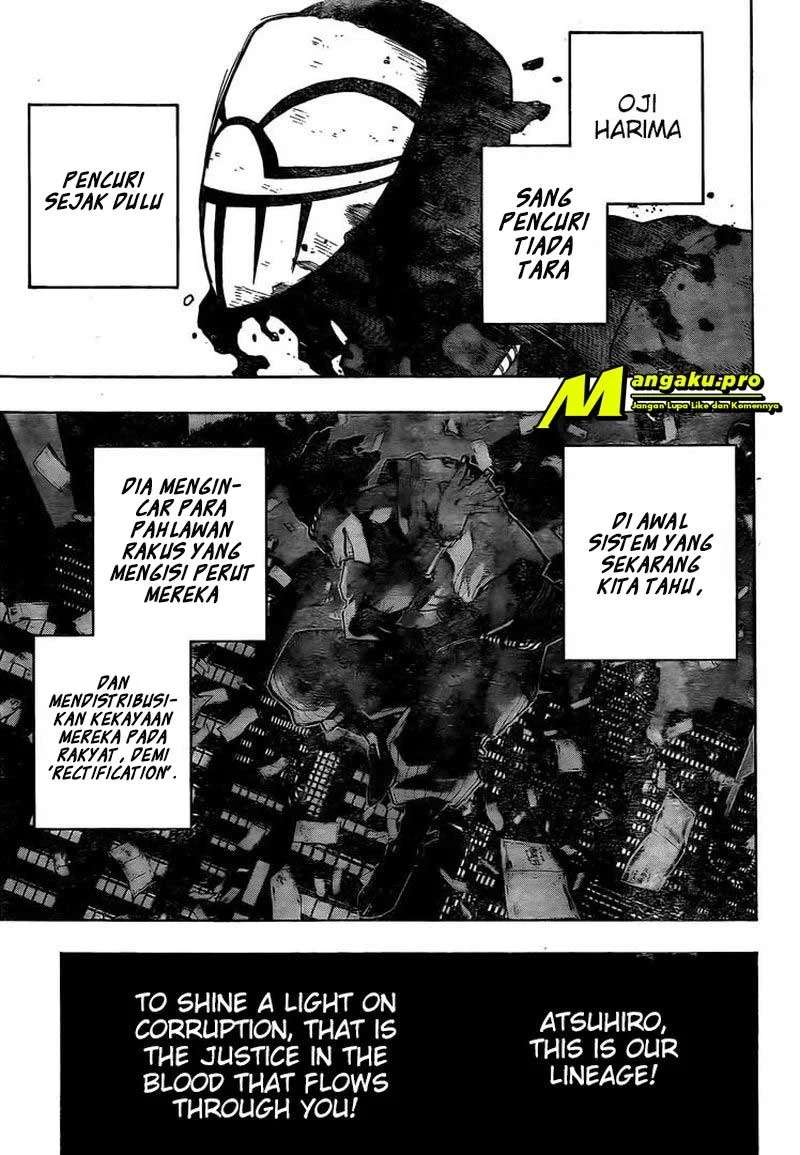 OJI
HARIMA
SANG
PENCURI
TIADA
TARA
PENCURI
SEJAK DULU
Mangaku.pro
Jangan Lupa Like dan Komennya
DI AWAL
SISTEM YANG
SEKARANG
KITA TAHU,
DIA MENGIN-
CAR PARA
PAHLAWAN
RAKUS YANG
MENGISI PERUT
MEREKA
DAN
MENDISTRIBUSI-
KAN KEKAYAAN
MEREKA PADA
RAKYAT, DEMI
'RECTIFICATION'.
ATSUHIRO,
THIS IS OUR
LINEAGE!
TO SHINE A LIGHT ON
CORRUPTION, THAT IS
THE JUSTICE IN THE
BLOOD THAT FLOWS
THROUGH YOU!